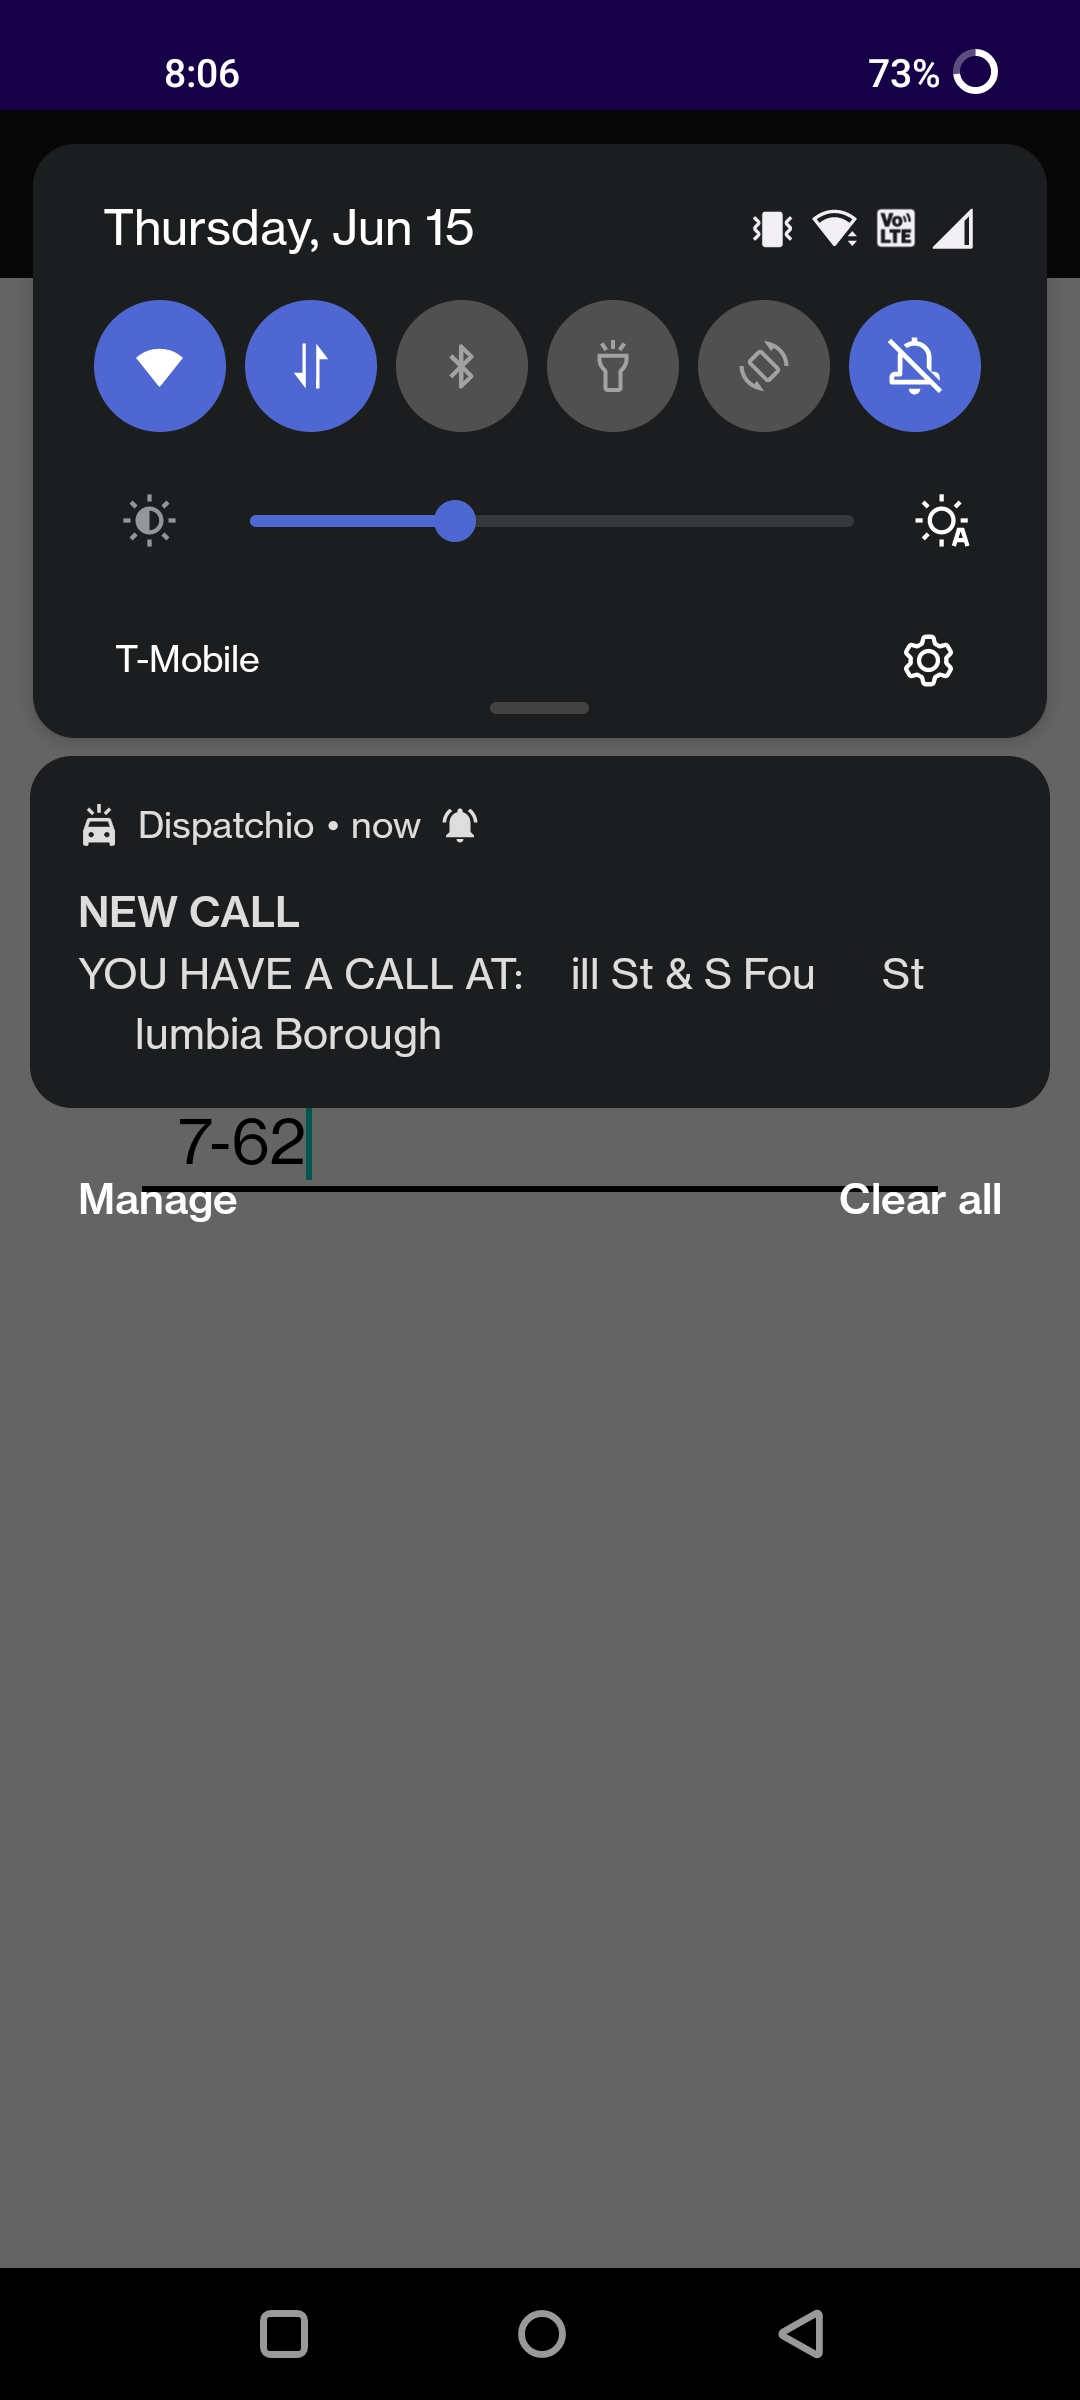 8:06 73%
Thursday, Jun 15
Vo LTE
A
T-Mobile
Dispatchio • now
NEW CALL
YOU HAVE A CALL AT: ill St & S Fou St
lumbia Borough
7-62
Manage Clear all